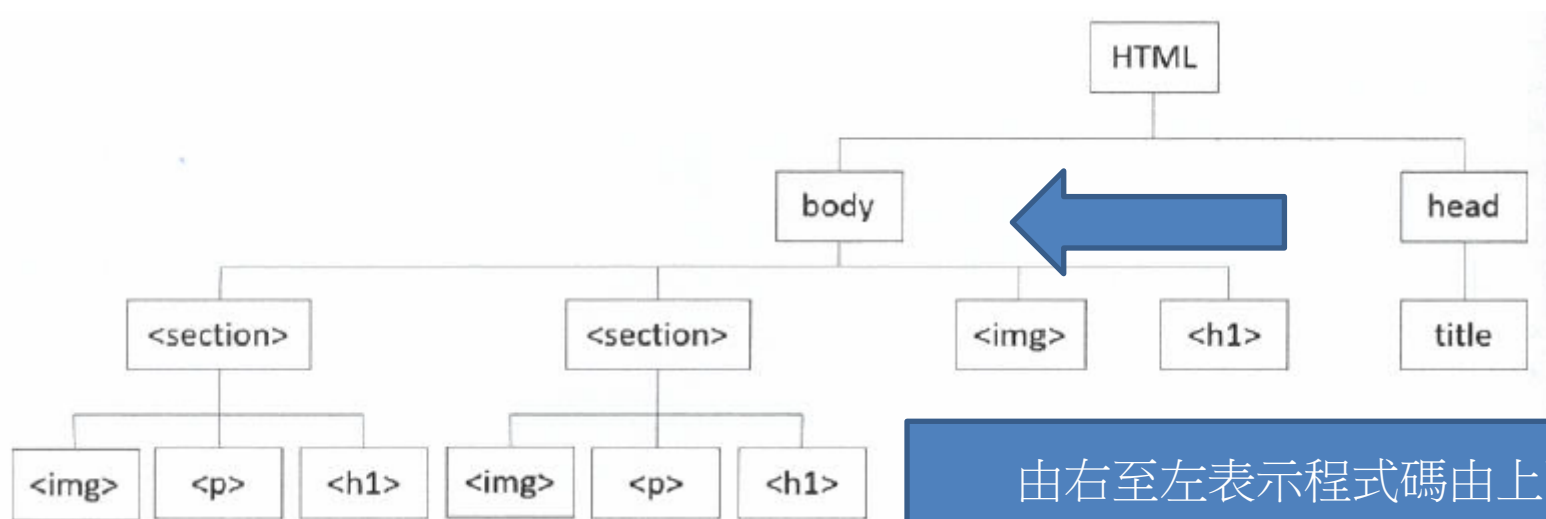 HTML
body
head
<section>
<section>
<img>
<h1>
title
<img>
<p>
<h1>
<img>
<p>
<h1>
由右至左表示程式碼由上